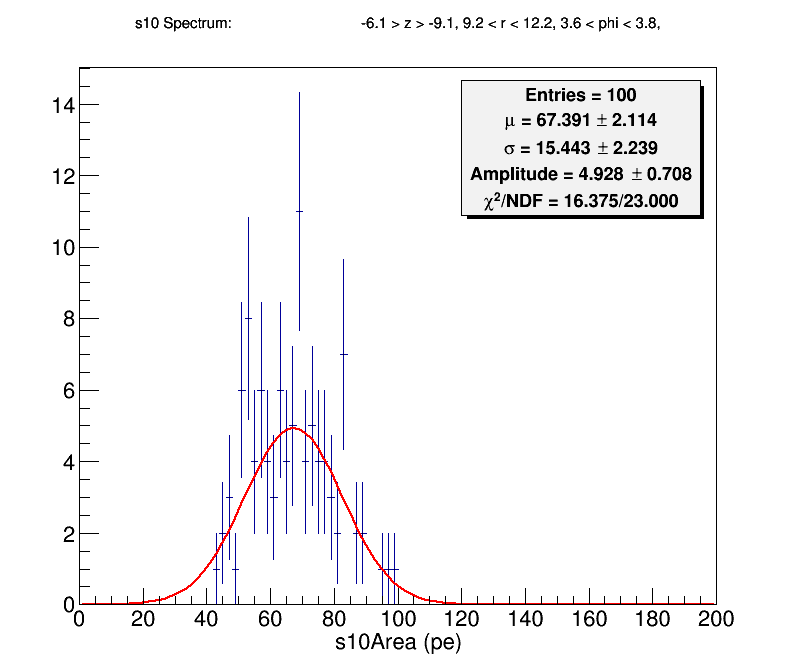 s10 Spectrum: -6.1 > z > -9.1, 9.2 < r < 12.2, 3.6 < phi < 3.8,
Entries = 100
μ = 67.391 ± 2.114
σ = 15.443 ± 2.239
Amplitude = 4.928 ± 0.708
χ²/NDF = 16.375/23.000
14
12
10
8
6
4
2
0
0 20 40 60 80 100 120 140 160 180 200
s10Area (pe)